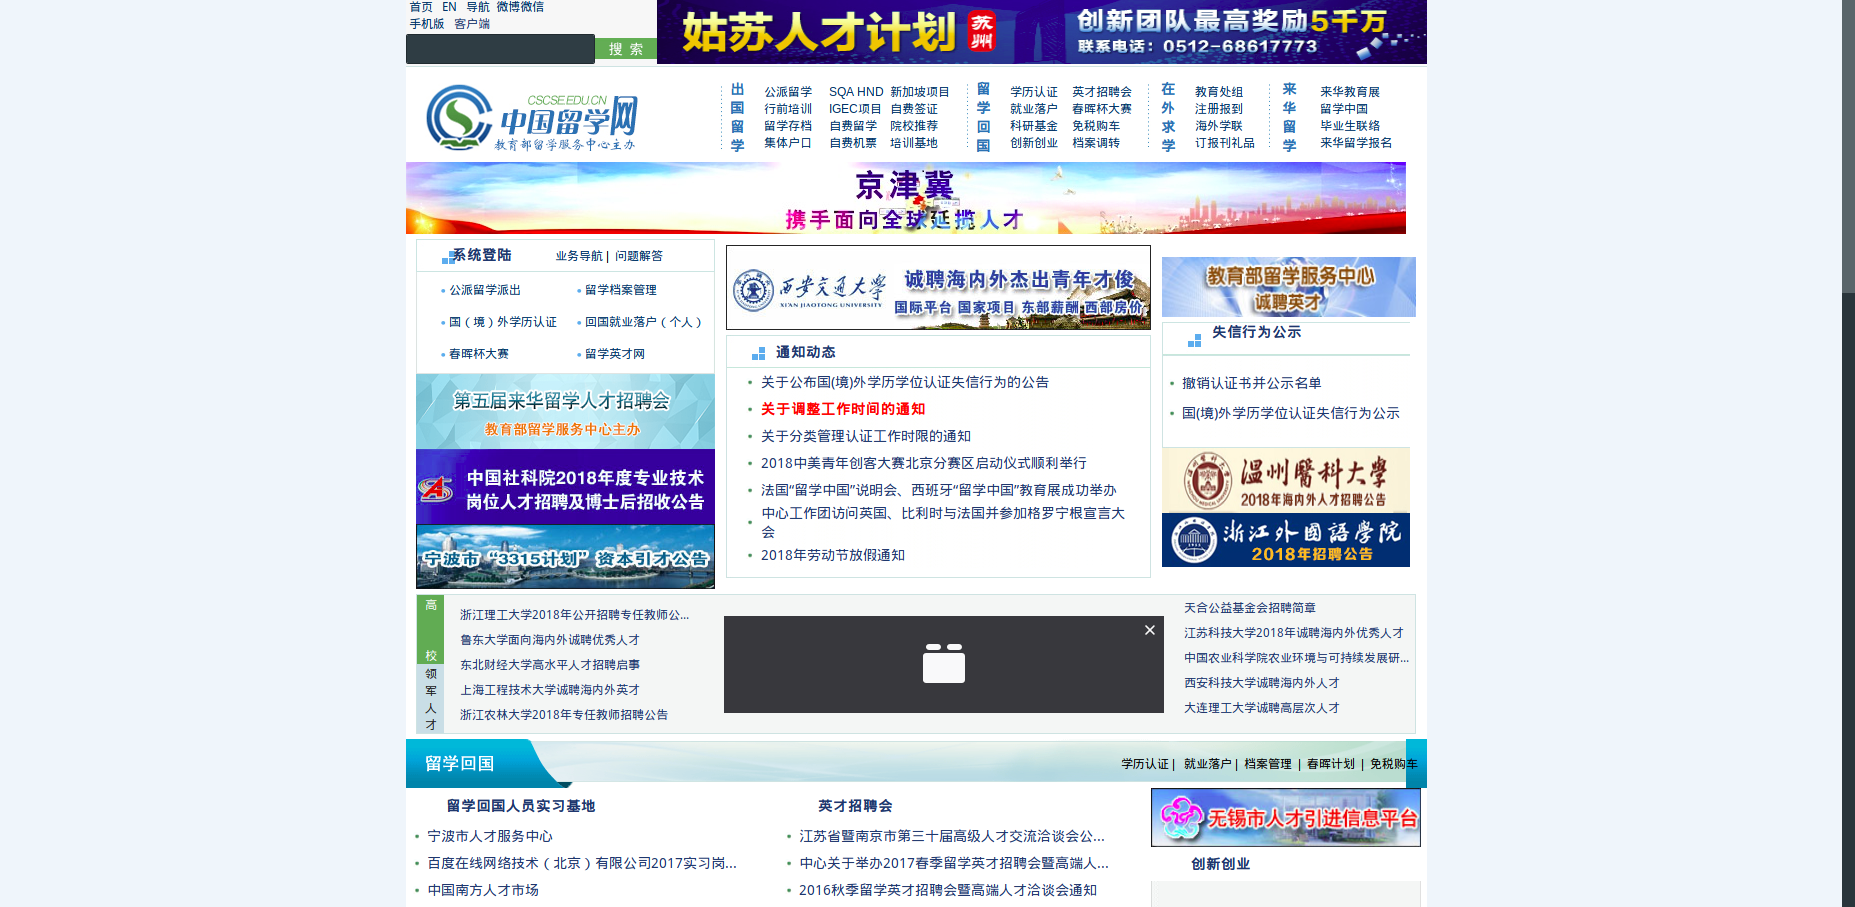 首页 EN 导航 微博微信
手机版 客户端
搜 索
姑苏人才计划 苏州
创新团队最高奖励5千万
联系电话：0512-68617773
CSCSE.EDU.CN
中国留学网
教育部留学服务中心主办
出国留学
公派留学 SQA HND 新加坡项目
行前培训 IGEC项目 自费签证
留学存档 自费留学 院校推荐
集体户口 自费机票 培训基地
留学回国
学历认证 英才招聘会
就业落户 春晖杯大赛
科研基金 免税购车
创新创业 档案调转
在外求学
教育处组
注册报到
海外学联
订报刊礼品
来华留学
来华教育展
留学中国
毕业生联络
来华留学报名
京津冀
携手面向全球延揽人才
系统登陆 业务导航 | 问题解答
公派留学派出 留学档案管理
国（境）外学历认证 回国就业落户（个人）
春晖杯大赛 留学英才网
第五届来华留学人才招聘会
教育部留学服务中心主办
中国社科院2018年度专业技术
岗位人才招聘及博士后招收公告
宁波市“3315计划”资本引才公告
西安交通大学
XI'AN JIAOTONG UNIVERSITY
诚聘海内外杰出青年才俊
国际平台 国家项目 东部薪酬 西部房价
通知动态
关于公布国(境)外学历学位认证失信行为的公告
关于调整工作时间的通知
关于分类管理认证工作时限的通知
2018中美青年创客大赛北京分赛区启动仪式顺利举行
法国“留学中国”说明会、西班牙“留学中国”教育展成功举办
中心工作团访问英国、比利时与法国并参加格罗宁根宣言大
会
2018年劳动节放假通知
教育部留学服务中心
诚聘英才
失信行为公示
撤销认证书并公示名单
国(境)外学历学位认证失信行为公示
温州醫科大學
2018年海内外人才招聘公告
浙江外国語學院
2018年招聘公告
高校
领军人才
浙江理工大学2018年公开招聘专任教师公...
鲁东大学面向海内外诚聘优秀人才
东北财经大学高水平人才招聘启事
上海工程技术大学诚聘海内外英才
浙江农林大学2018年专任教师招聘公告
天合公益基金会招聘简章
江苏科技大学2018年诚聘海内外优秀人才
中国农业科学院农业环境与可持续发展研...
西安科技大学诚聘海内外人才
大连理工大学诚聘高层次人才
留学回国
学历认证 | 就业落户 | 档案管理 | 春晖计划 | 免税购车
留学回国人员实习基地
宁波市人才服务中心
百度在线网络技术（北京）有限公司2017实习岗...
中国南方人才市场
英才招聘会
江苏省暨南京市第三十届高级人才交流洽谈会公...
中心关于举办2017春季留学英才招聘会暨高端人...
2016秋季留学英才招聘会暨高端人才洽谈会通知
无锡市人才引进信息平台
创新创业